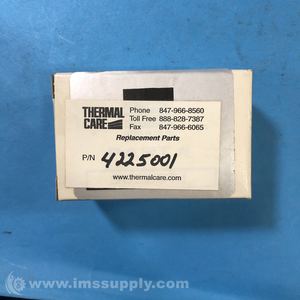 THERMAL CARE
Phone 847-966-8560
Toll Free 888-828-7387
Fax 847-966-6065
Replacement Parts
P/N 4225001
www.thermalcare.com
© www.imssupply.com